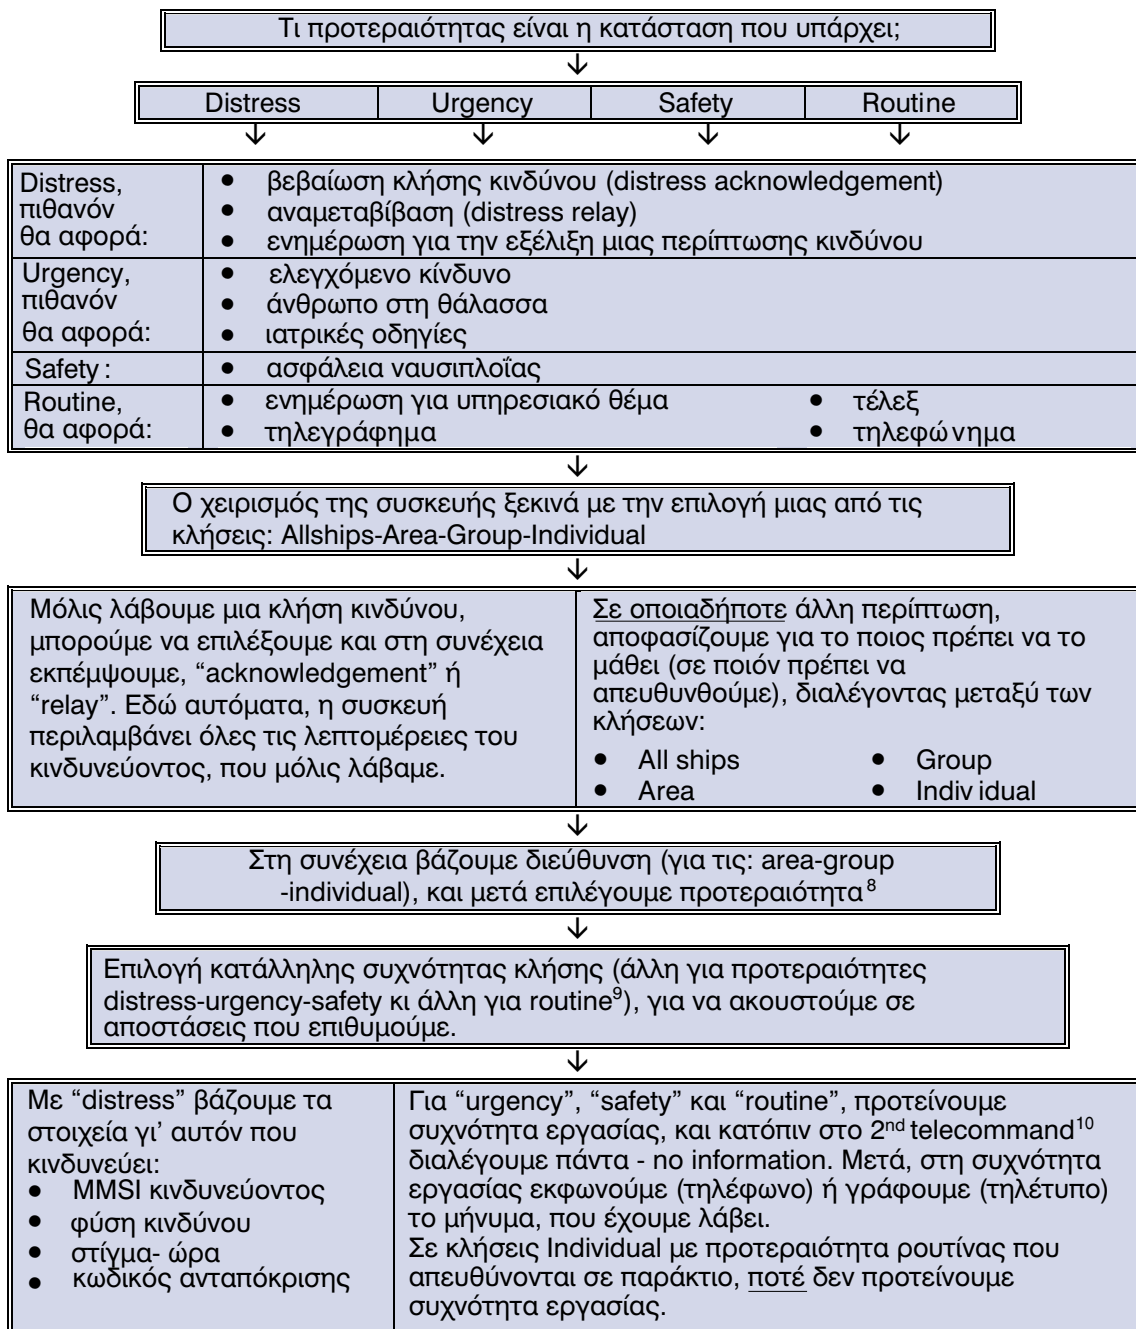 Τι προτεραιότητας είναι η κατάσταση που υπάρχει;
Distress Urgency Safety Routine
Distress,
πιθανόν
θα αφορά:
• βεβαίωση κλήσης κινδύνου (distress acknowledgement)
• αναμεταβίβαση (distress relay)
• ενημέρωση για την εξέλιξη μιας περίπτωσης κινδύνου
Urgency,
πιθανόν
θα αφορά:
• ελεγχόμενο κίνδυνο
• άνθρωπο στη θάλασσα
• ιατρικές οδηγίες
Safety :
• ασφάλεια ναυσιπλοΐας
Routine,
θα αφορά:
• ενημέρωση για υπηρεσιακό θέμα
• τηλεγράφημα
• τέλεξ
• τηλεφώνημα
Ο χειρισμός της συσκευής ξεκινά με την επιλογή μιας από τις
κλήσεις: Allships-Area-Group-Individual
Μόλις λάβουμε μια κλήση κινδύνου,
μπορούμε να επιλέξουμε και στη συνέχεια
εκπέμψουμε, “acknowledgement” ή
“relay”. Εδώ αυτόματα, η συσκευή
περιλαμβάνει όλες τις λεπτομέρειες του
κινδυνεύοντος, που μόλις λάβαμε.
Σε οποιαδήποτε άλλη περίπτωση,
αποφασίζουμε για το ποιος πρέπει να το
μάθει (σε ποιόν πρέπει να
απευθυνθούμε), διαλέγοντας μεταξύ των
κλήσεων:
• All ships
• Area
• Group
• Individual
Στη συνέχεια βάζουμε διεύθυνση (για τις: area-group
-individual), και μετά επιλέγουμε προτεραιότητα⁸
Επιλογή κατάλληλης συχνότητας κλήσης (άλλη για προτεραιότητες
distress-urgency-safety κι άλλη για routine⁹), για να ακουστούμε σε
αποστάσεις που επιθυμούμε.
Με “distress” βάζουμε τα
στοιχεία γι’ αυτόν που
κινδυνεύει:
• MMSI κινδυνεύοντος
• φύση κινδύνου
• στίγμα- ώρα
• κωδικός ανταπόκρισης
Για “urgency”, “safety” και “routine”, προτείνουμε
συχνότητα εργασίας, και κατόπιν στο 2ⁿᵈ telecommand¹⁰
διαλέγουμε πάντα - no information. Μετά, στη συχνότητα
εργασίας εκφωνούμε (τηλέφωνο) ή γράφουμε (τηλέτυπο)
το μήνυμα, που έχουμε λάβει.
Σε κλήσεις Individual με προτεραιότητα ρουτίνας που
απευθύνονται σε παράκτιο, ποτέ δεν προτείνουμε
συχνότητα εργασίας.